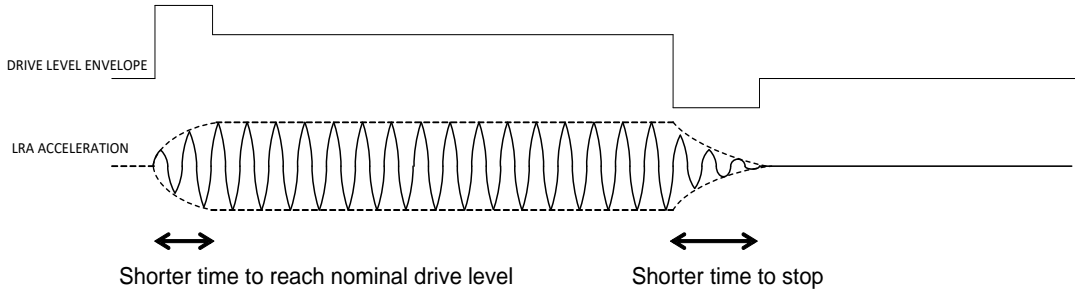 DRIVE LEVEL ENVELOPE
LRA ACCELERATION
Shorter time to reach nominal drive level
Shorter time to stop